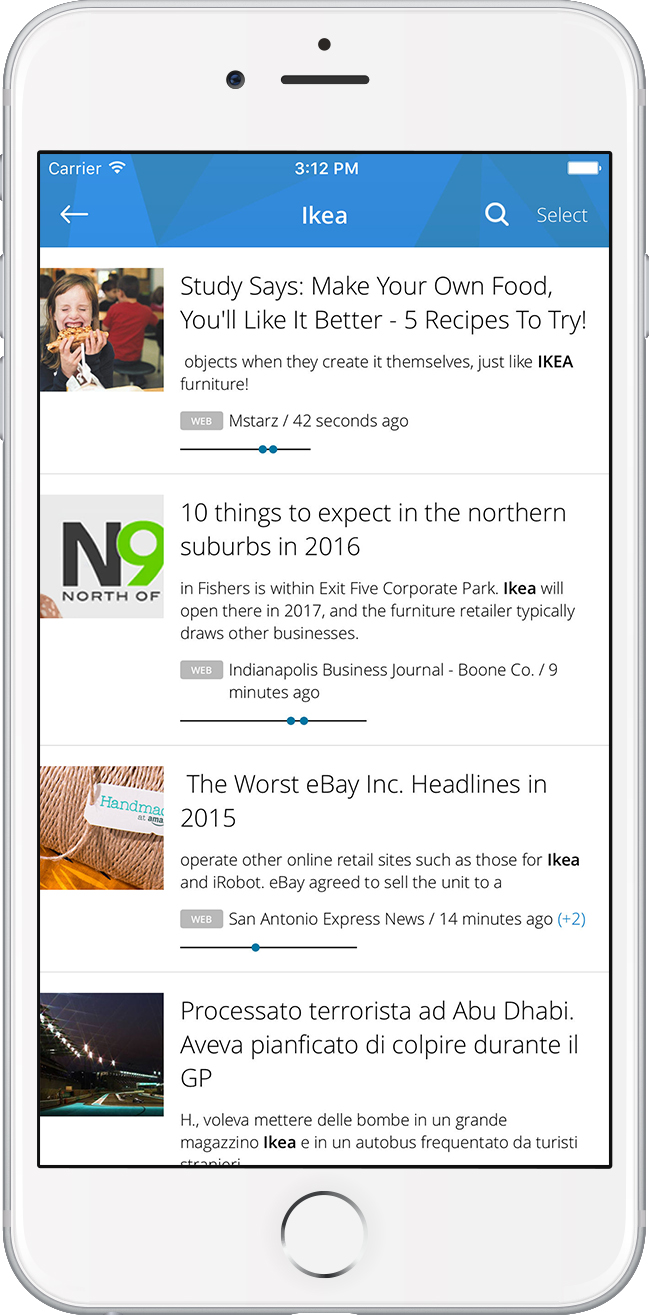 Carrier 3:12 PM
Ikea Select
Study Says: Make Your Own Food,
You'll Like It Better - 5 Recipes To Try!
objects when they create it themselves, just like IKEA
furniture!
WEB Mstarz / 42 seconds ago
N9
NORTH OF
10 things to expect in the northern
suburbs in 2016
in Fishers is within Exit Five Corporate Park. Ikea will
open there in 2017, and the furniture retailer typically
draws other businesses.
WEB Indianapolis Business Journal - Boone Co. / 9
minutes ago
Handmad
at ama
The Worst eBay Inc. Headlines in
2015
operate other online retail sites such as those for Ikea
and iRobot. eBay agreed to sell the unit to a
WEB San Antonio Express News / 14 minutes ago (+2)
Processato terrorista ad Abu Dhabi.
Aveva pianficato di colpire durante il
GP
H., voleva mettere delle bombe in un grande
magazzino Ikea e in un autobus frequentato da turisti
stranieri